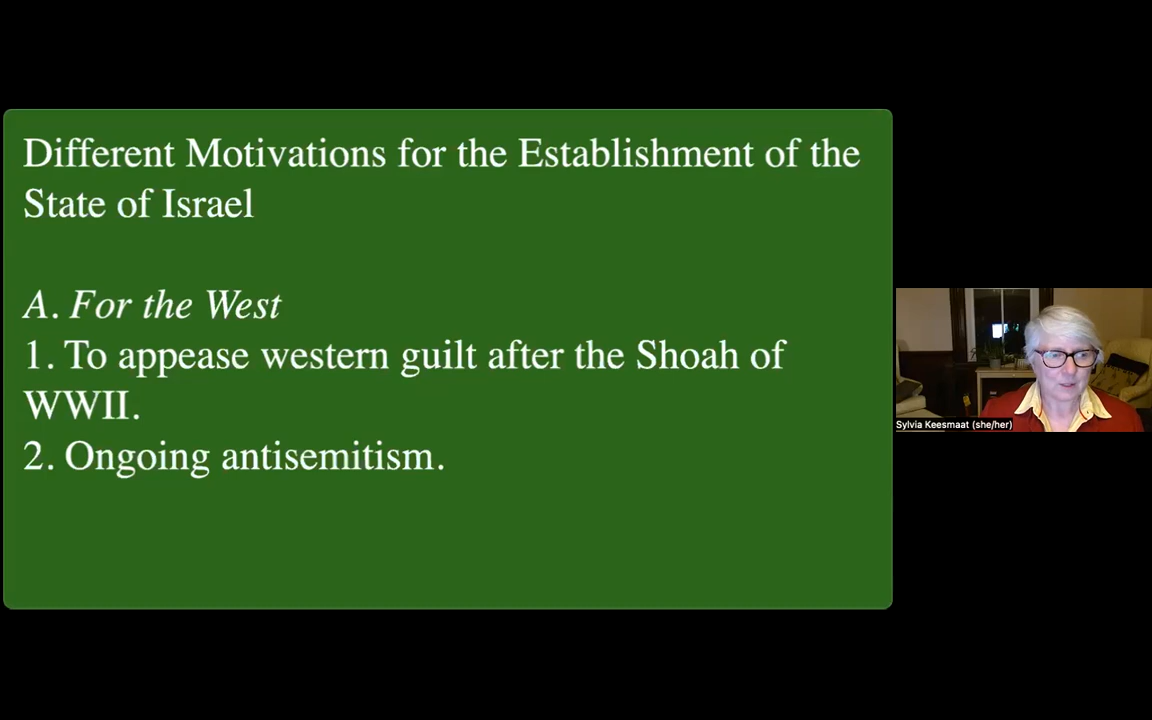 Different Motivations for the Establishment of the
State of Israel
A. For the West
1. To appease western guilt after the Shoah of
WWII.
2. Ongoing antisemitism.
Sylvia Keesmaat (she/her)